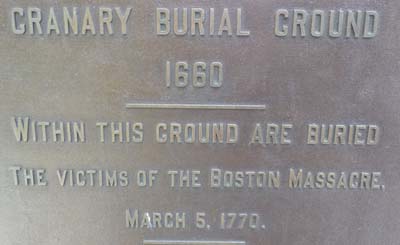 GRANARY BURIAL GROUND
1660
WITHIN THIS GROUND ARE BURIED
THE VICTIMS OF THE BOSTON MASSACRE,
MARCH 5, 1770.